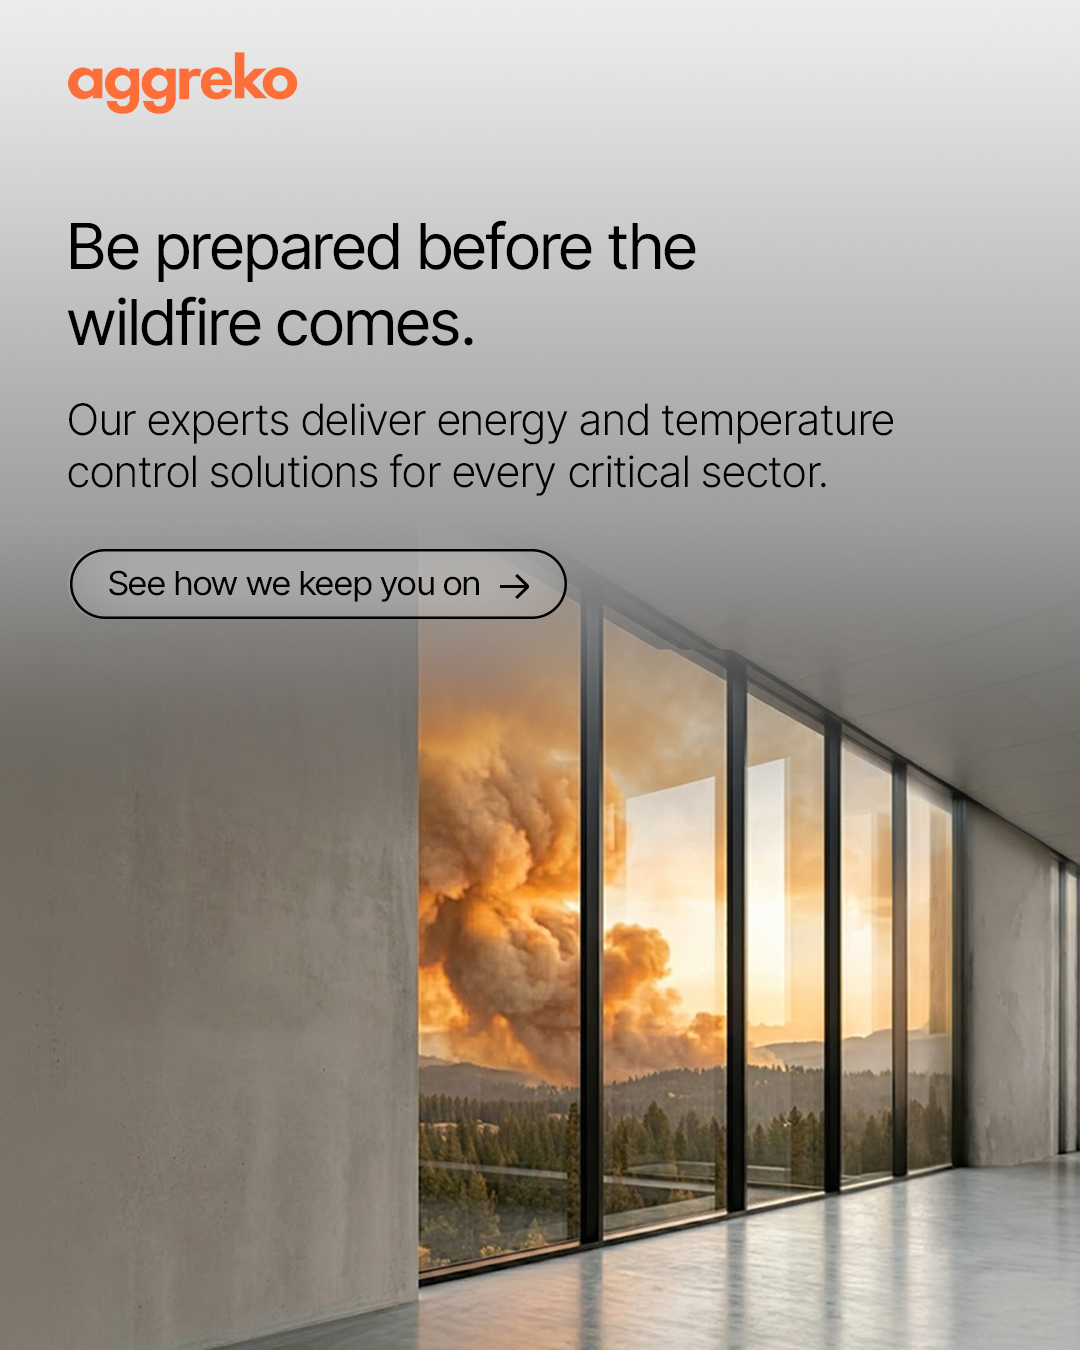 aggreko
Be prepared before the
wildfire comes.
Our experts deliver energy and temperature
control solutions for every critical sector.
See how we keep you on →